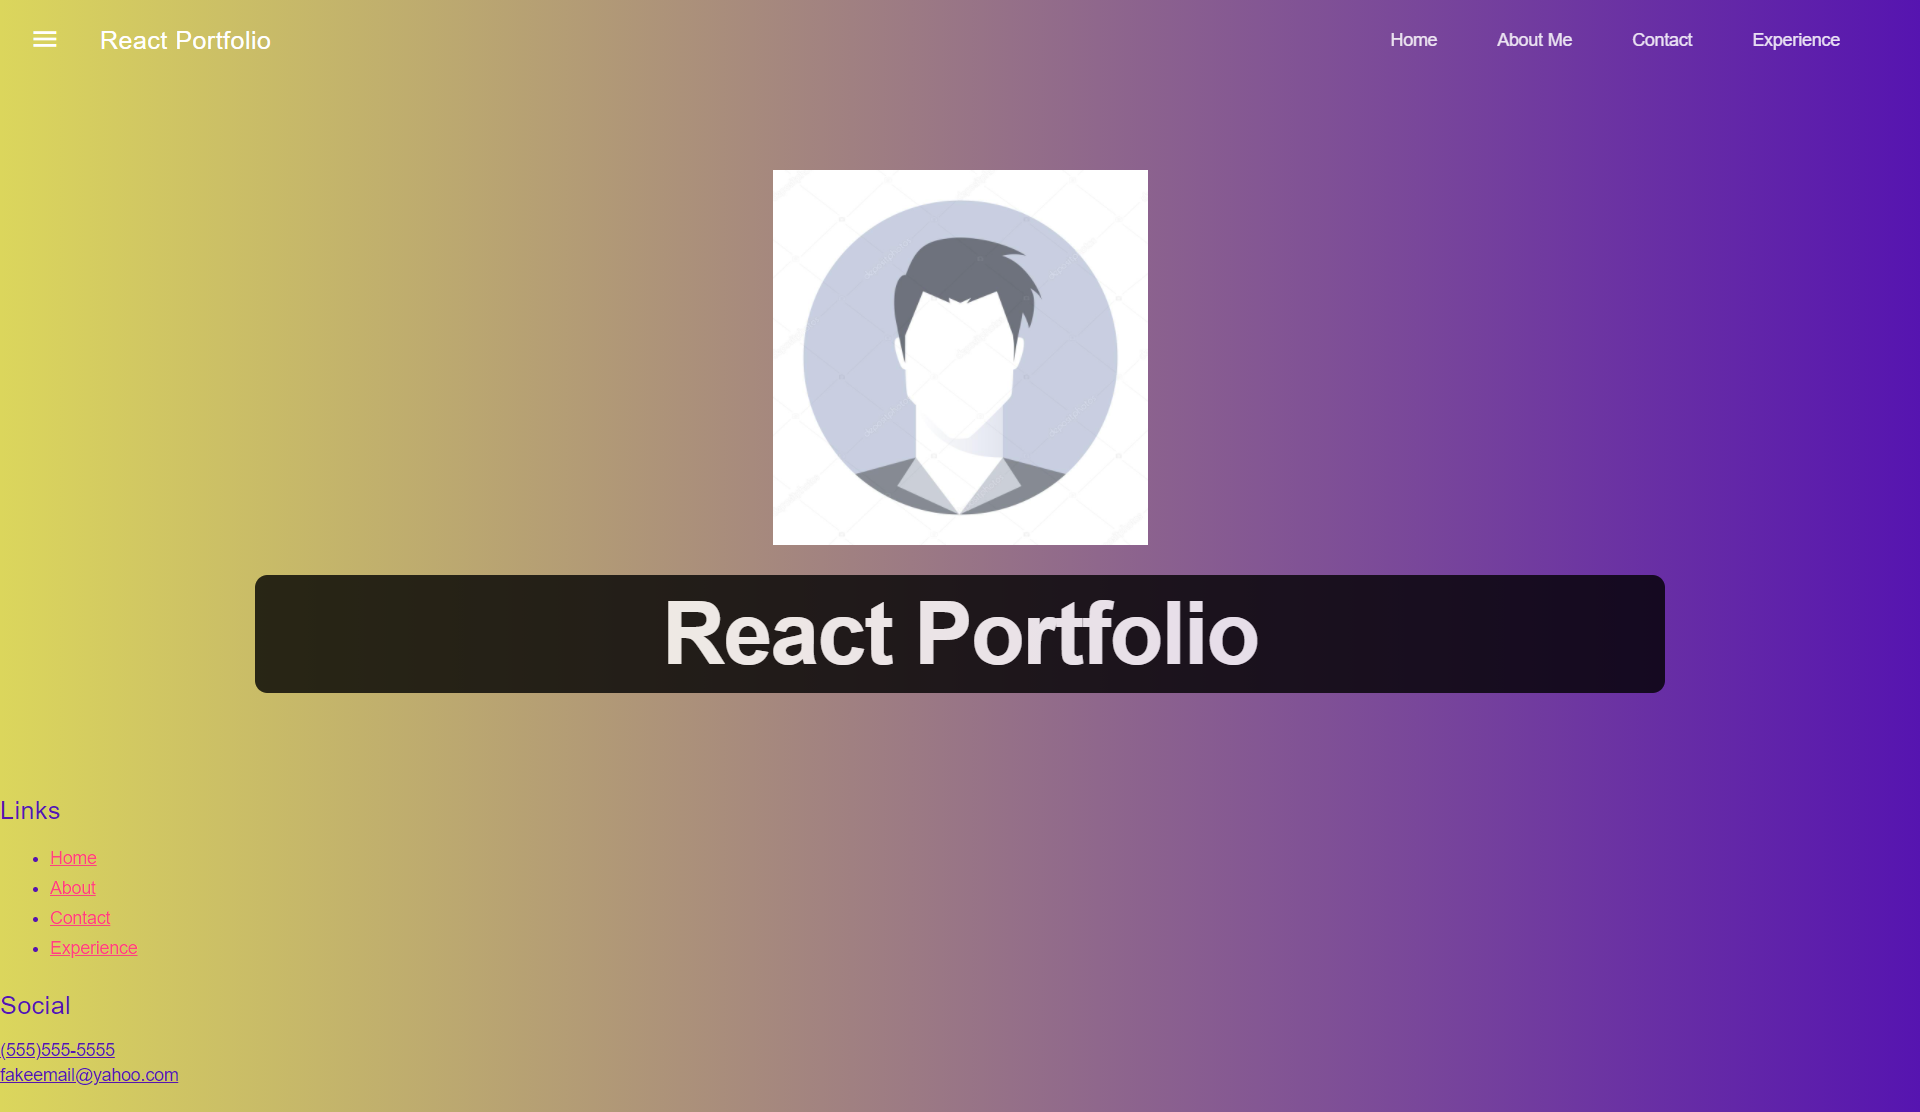 React Portfolio
Home About Me Contact Experience
React Portfolio
Links
Home
About
Contact
Experience
Social
(555)555-5555
fakeemail@yahoo.com